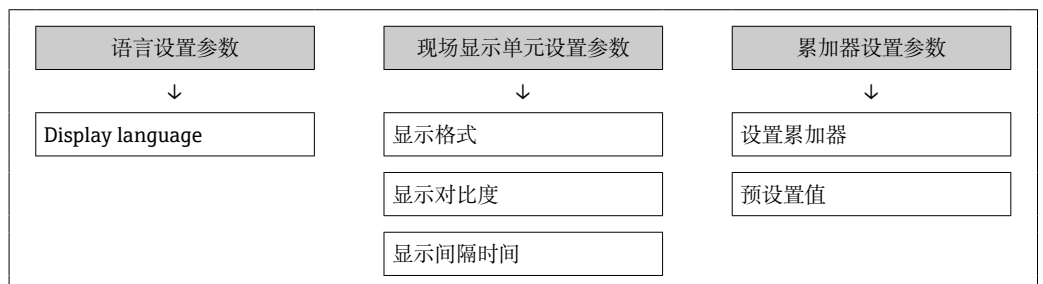 语言设置参数
现场显示单元设置参数
累加器设置参数
↓
↓
↓
Display language
显示格式
设置累加器
显示对比度
预设置值
显示间隔时间